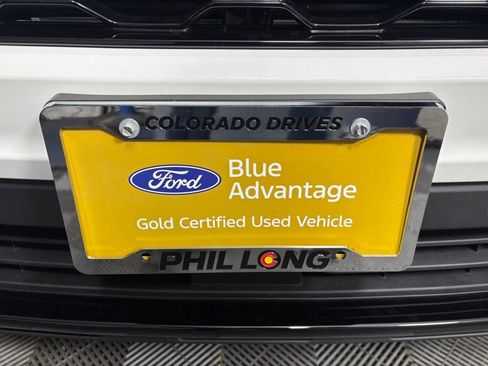 COLORADO DRIVES
Ford
Blue
Advantage
Gold Certified Used Vehicle
PHIL LONG